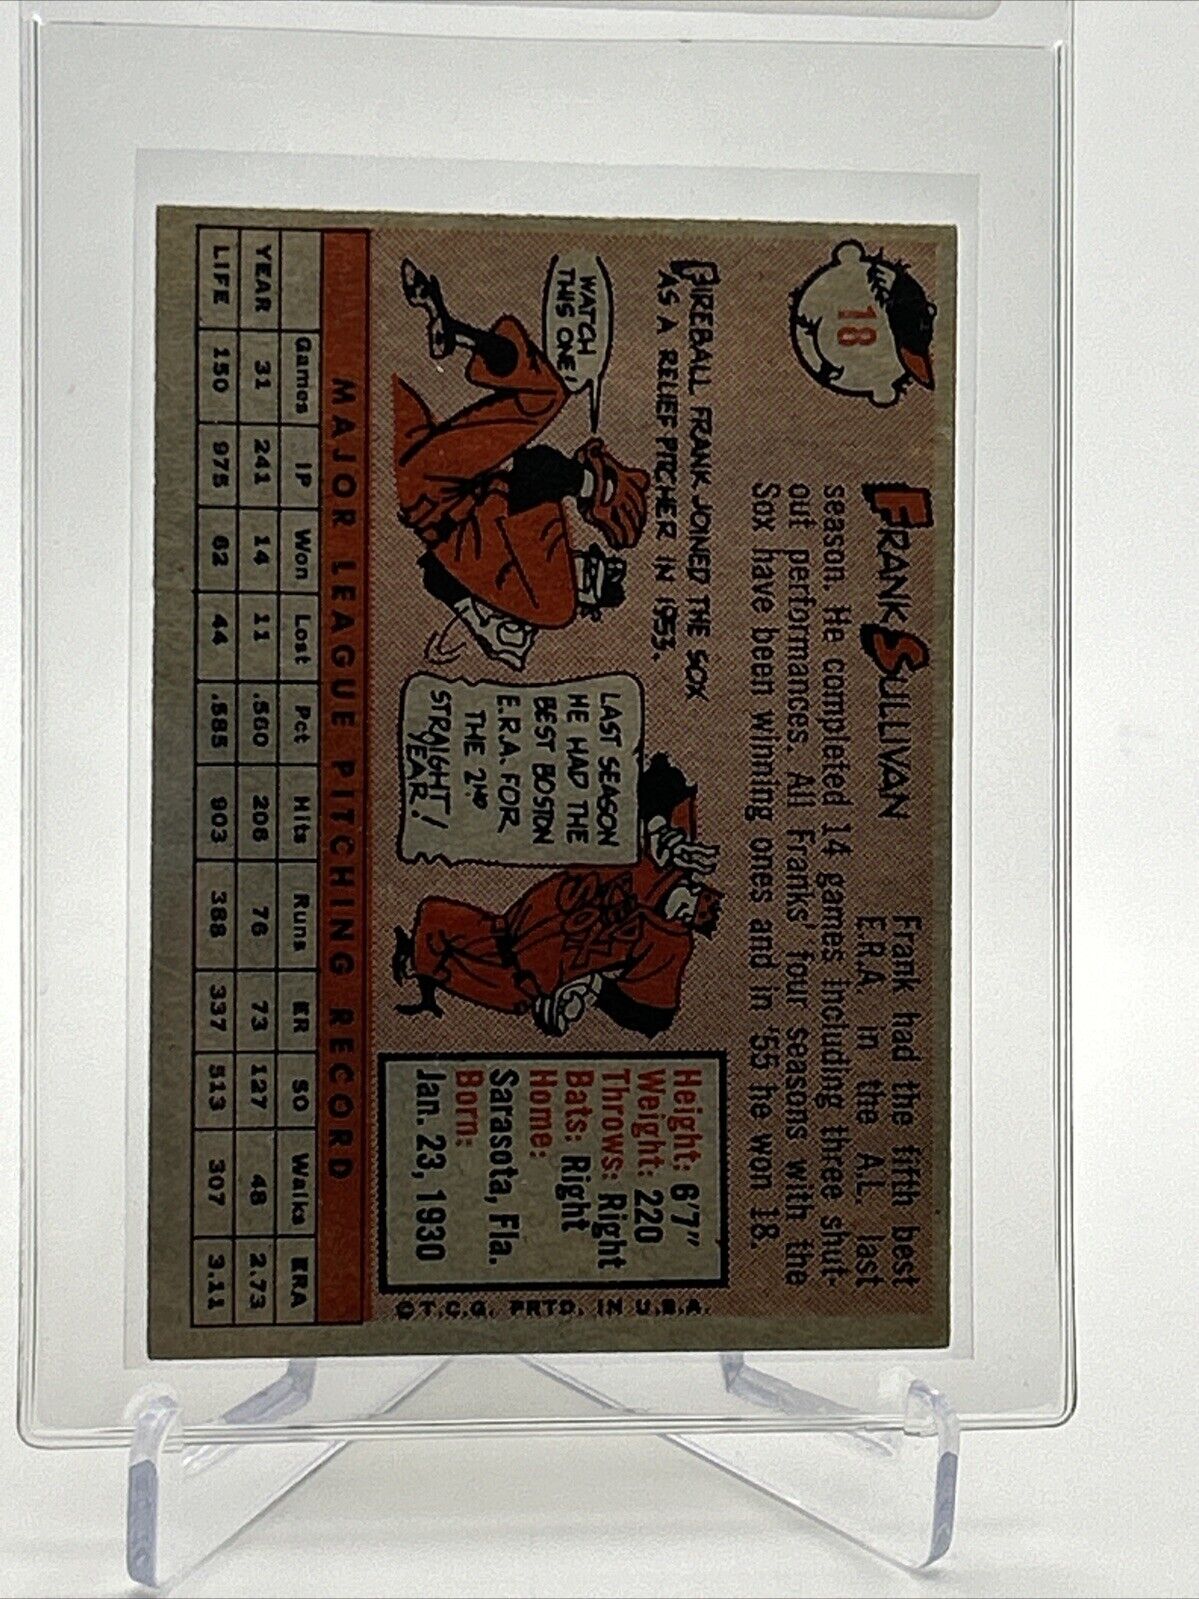 18
FRANK SULLIVAN
Frank had the fifth best
ERA in the AL last
season. He completed 14 games including three shut-
out performances. All Franks' four seasons with the
Sox have been winning ones and in '55 he won 18.
FIREBALL FRANK JOINED THE SOX
AS A RELIEF PITCHER IN 1953.
WATCH
THIS ONE!
LAST SEASON
HE HAD THE
BEST BOSTON
E.R.A. FOR
THE 2ND
STRAIGHT
YEAR!
RED
SOX
Height: 6'7"
Weight: 220
Throws: Right
Bats: Right
Home:
Sarasota, Fla.
Born:
Jan. 23, 1930
© T.C.G. PRTD. IN U.S.A.
MAJOR LEAGUE PITCHING RECORD
Games IP Won Lost Pct Hits Runs ER SO Walks ERA
YEAR 31 241 14 11 .560 206 76 73 127 48 2.73
LIFE 150 975 62 44 .585 903 388 337 513 307 3.11